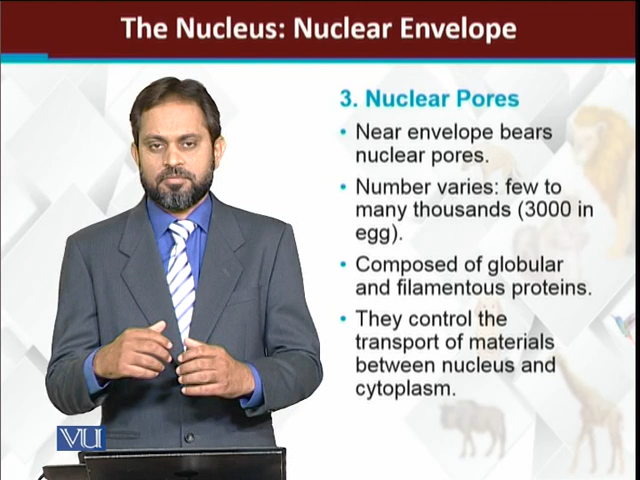 The Nucleus: Nuclear Envelope
3. Nuclear Pores
• Near envelope bears
nuclear pores.
• Number varies: few to
many thousands (3000 in
egg).
• Composed of globular
and filamentous proteins.
• They control the
transport of materials
between nucleus and
cytoplasm.
VU